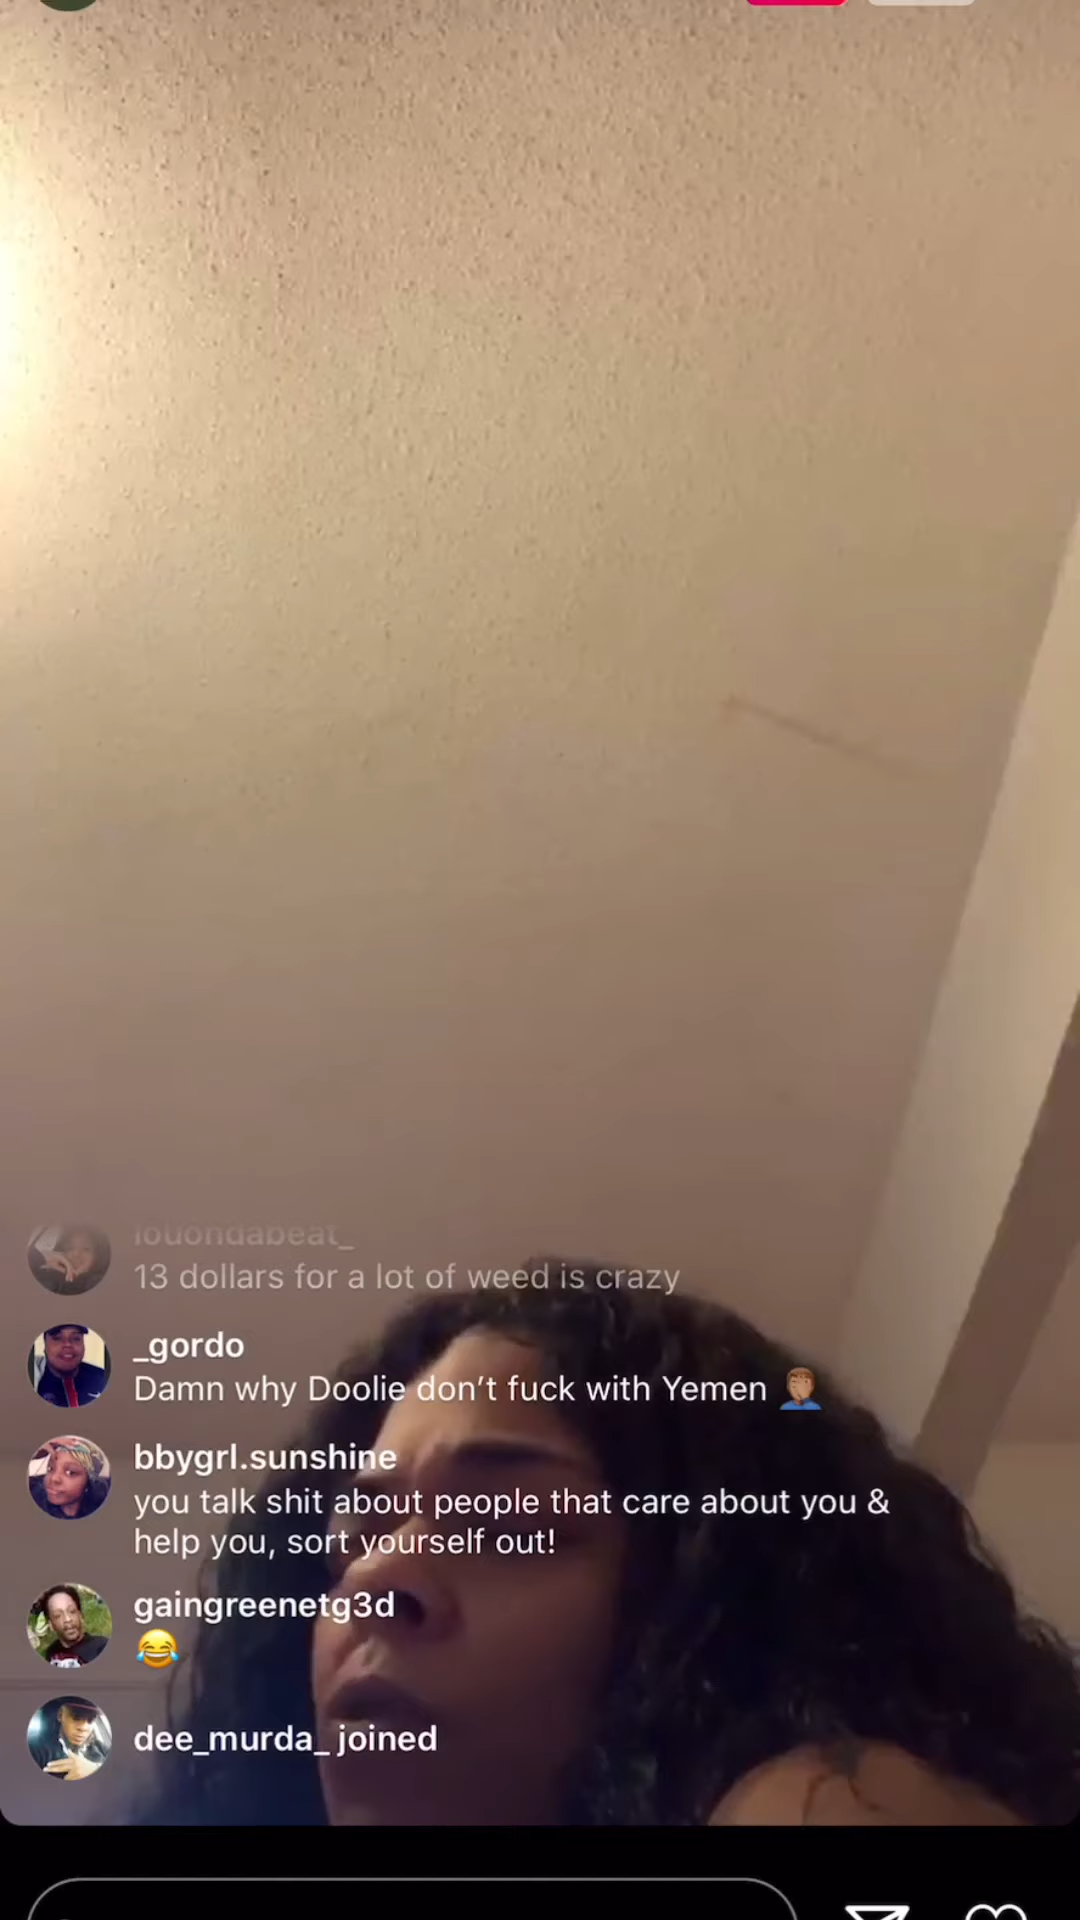 louondabeat_
13 dollars for a lot of weed is crazy
_gordo
Damn why Doolie don’t fuck with Yemen 🤦🏽‍♂️
bbygrl.sunshine
you talk shit about people that care about you &
help you, sort yourself out!
gaingreenetg3d
😂
dee_murda_ joined